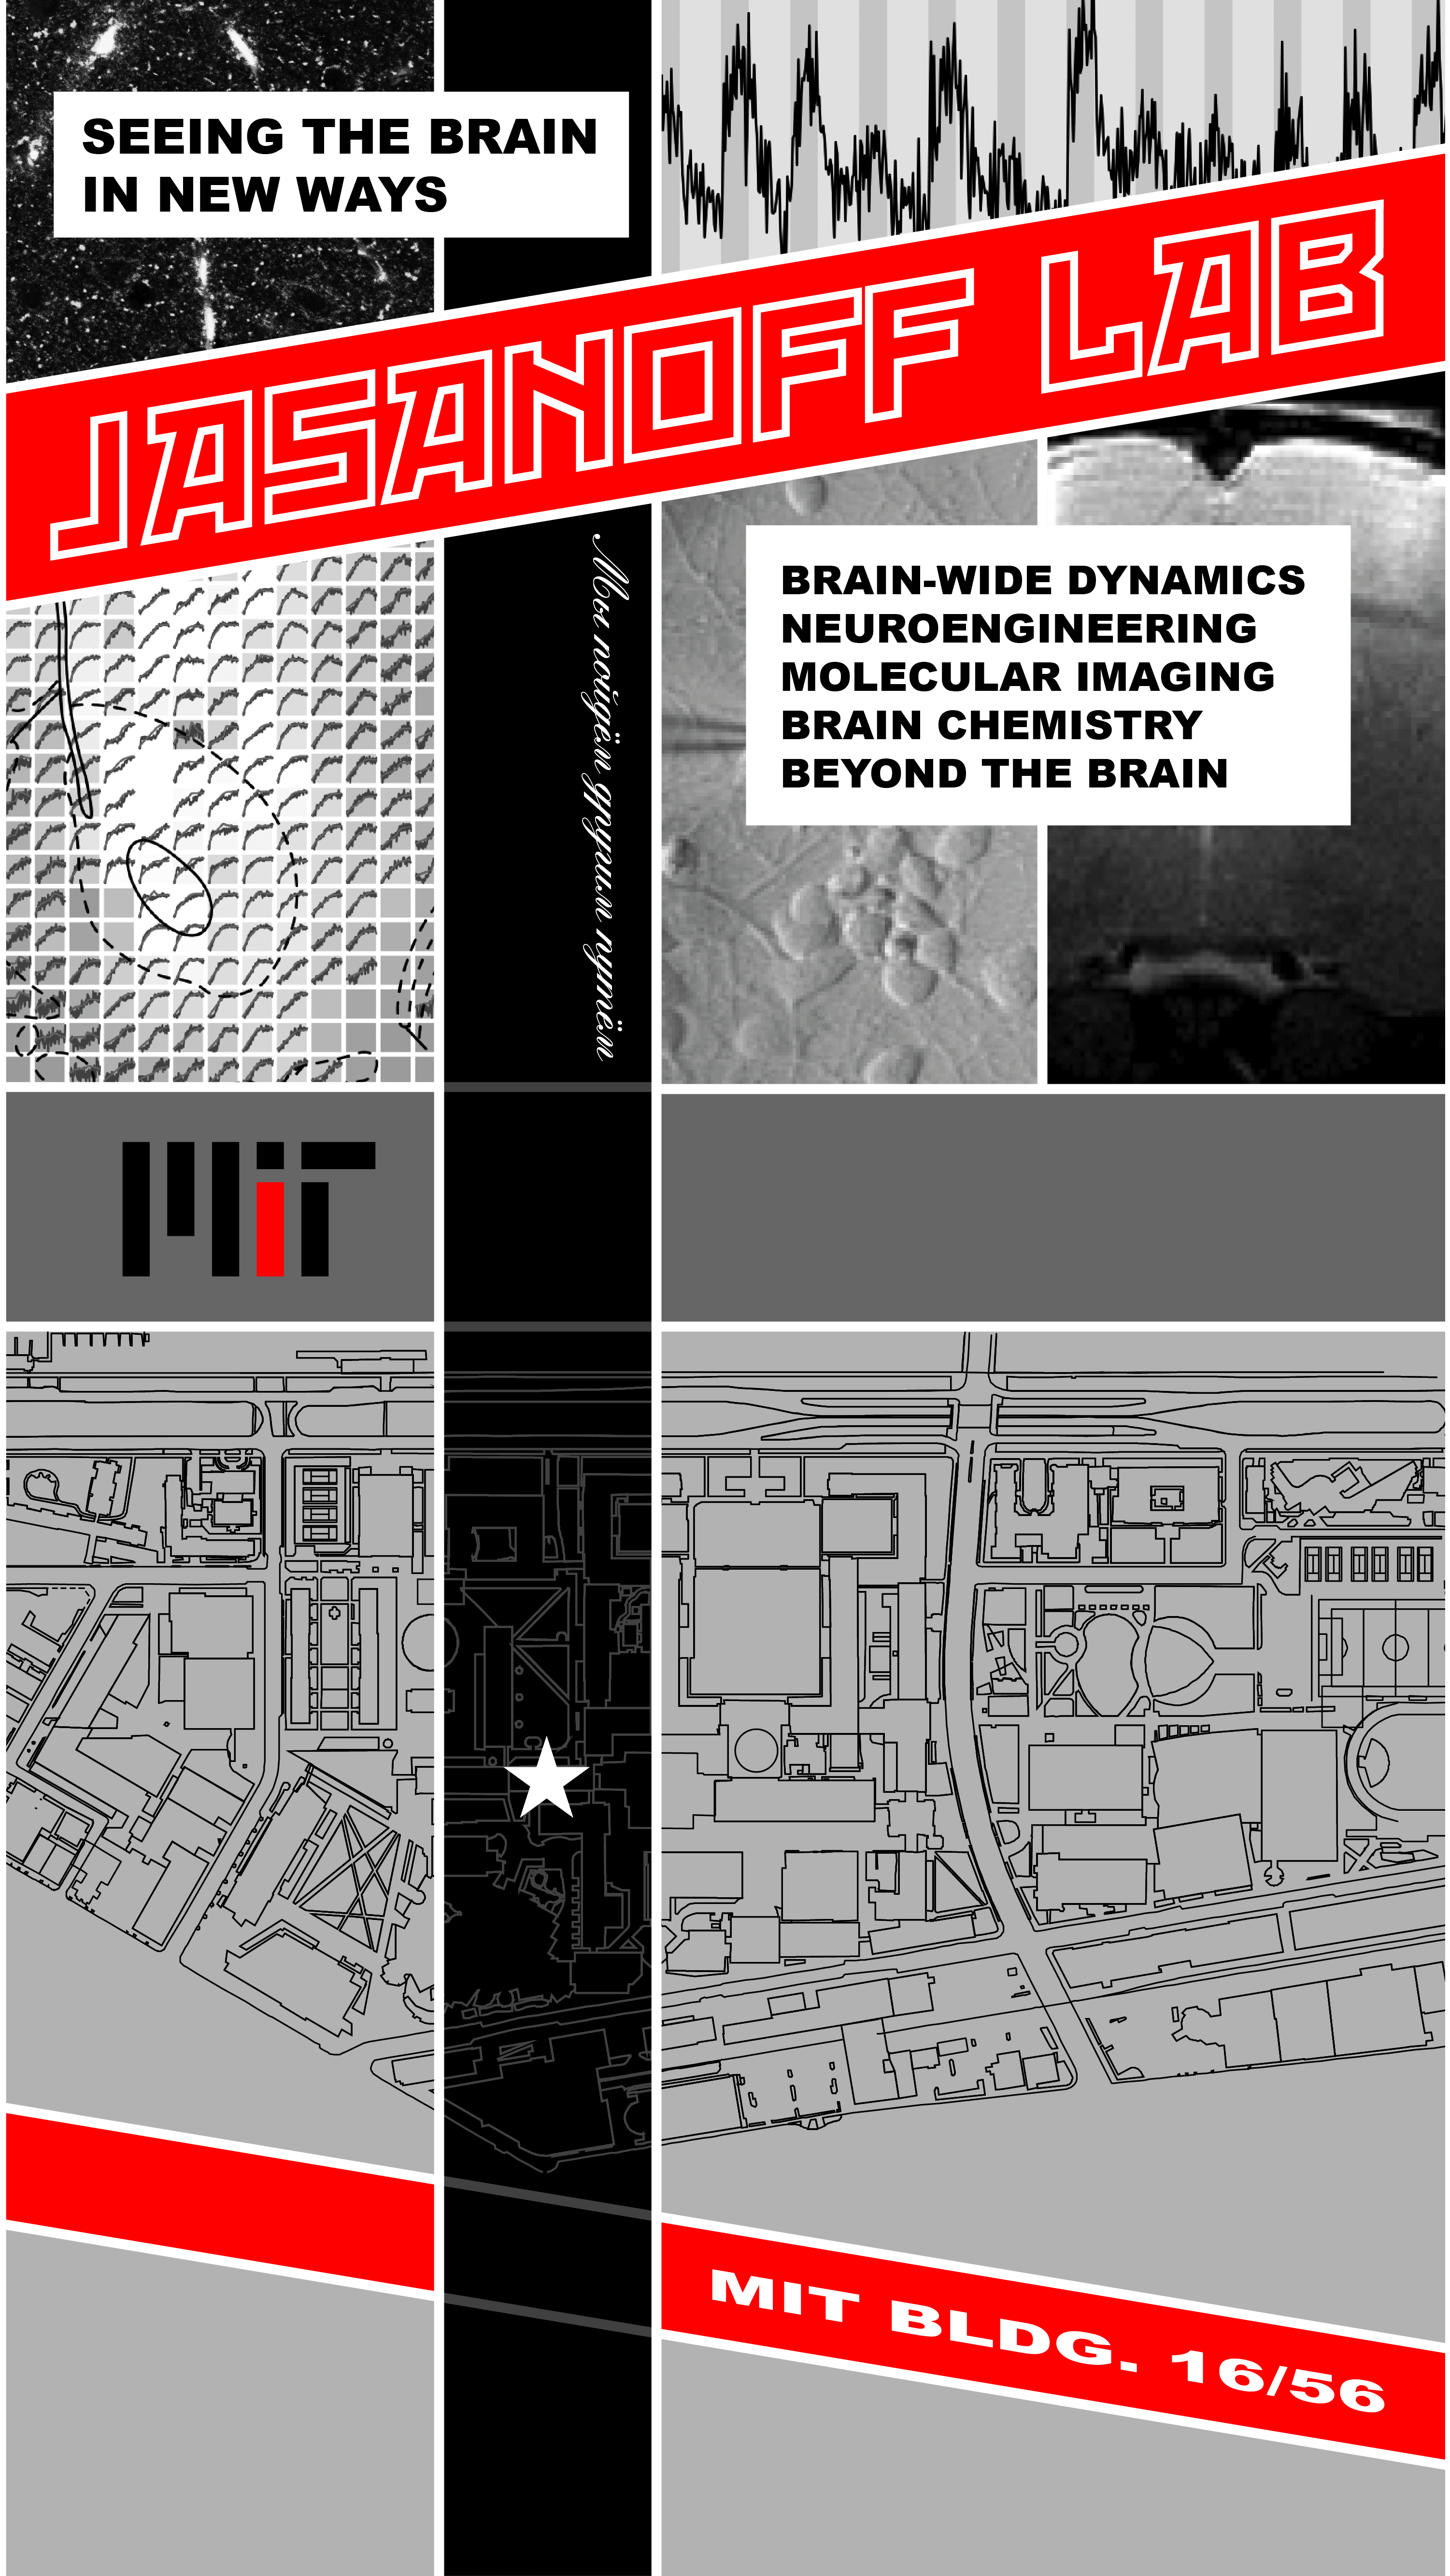 SEEING THE BRAIN
IN NEW WAYS
JASANOFF LAB
Мы пойдём другим путём
BRAIN-WIDE DYNAMICS
NEUROENGINEERING
MOLECULAR IMAGING
BRAIN CHEMISTRY
BEYOND THE BRAIN
MIT
MIT BLDG. 16/56